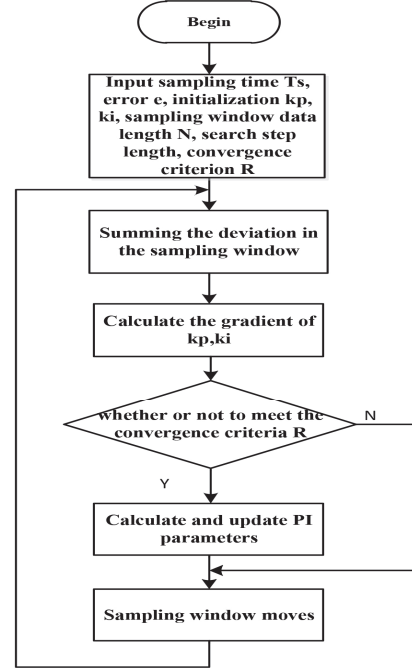 Begin
Input sampling time Ts,
error e, initialization kp,
ki, sampling window data
length N, search step
length, convergence
criterion R
Summing the deviation in
the sampling window
Calculate the gradient of
kp,ki
whether or not to meet the
convergence criteria R
N
Y
Calculate and update PI
parameters
Sampling window moves